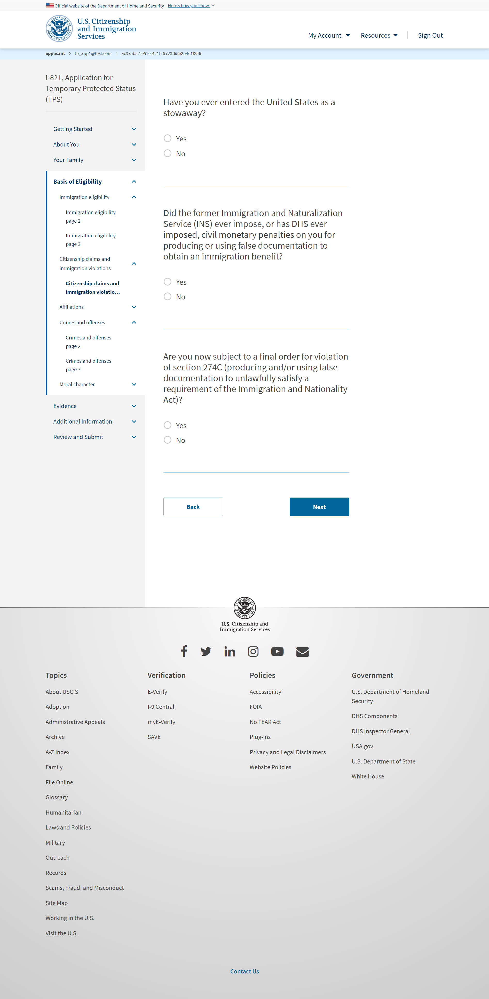 Official website of the Department of Homeland Security Here's how you know
U.S. DEPARTMENT OF HOMELAND SECURITY
U.S. Citizenship
and Immigration
Services
My Account Resources Sign Out
applicant > tb_app1@test.com > ac375b57-e510-421b-9723-65b2b4e1f356
I-821, Application for
Temporary Protected Status
(TPS)
Getting Started
About You
Your Family
Basis of Eligibility
Immigration eligibility
Immigration eligibility
page 2
Immigration eligibility
page 3
Citizenship claims and
immigration violations
Citizenship claims and
immigration violatio...
Affiliations
Crimes and offenses
Crimes and offenses
page 2
Crimes and offenses
page 3
Moral character
Evidence
Additional Information
Review and Submit
Have you ever entered the United States as a
stowaway?
Yes
No
Did the former Immigration and Naturalization
Service (INS) ever impose, or has DHS ever
imposed, civil monetary penalties on you for
producing or using false documentation to
obtain an immigration benefit?
Yes
No
Are you now subject to a final order for violation
of section 274C (producing and/or using false
documentation to unlawfully satisfy a
requirement of the Immigration and Nationality
Act)?
Yes
No
Back Next
U.S. DEPARTMENT OF HOMELAND SECURITY
U.S. Citizenship and
Immigration Services
Topics
About USCIS
Adoption
Administrative Appeals
Archive
A-Z Index
Family
File Online
Glossary
Humanitarian
Laws and Policies
Military
Outreach
Records
Scams, Fraud, and Misconduct
Site Map
Working in the U.S.
Visit the U.S.
Verification
E-Verify
I-9 Central
myE-Verify
SAVE
Policies
Accessibility
FOIA
No FEAR Act
Plug-ins
Privacy and Legal Disclaimers
Website Policies
Government
U.S. Department of Homeland
Security
DHS Components
DHS Inspector General
USA.gov
U.S. Department of State
White House
Contact Us